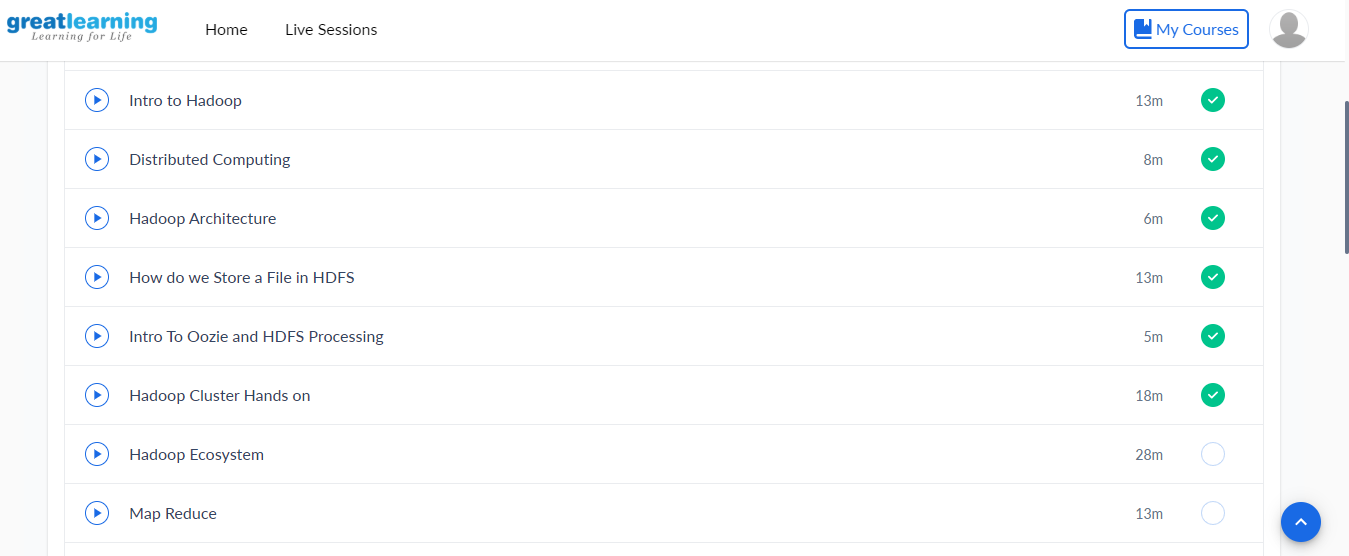 greatlearning
Learning for Life
Home
Live Sessions
My Courses
Intro to Hadoop 13m
Distributed Computing 8m
Hadoop Architecture 6m
How do we Store a File in HDFS 13m
Intro To Oozie and HDFS Processing 5m
Hadoop Cluster Hands on 18m
Hadoop Ecosystem 28m
Map Reduce 13m